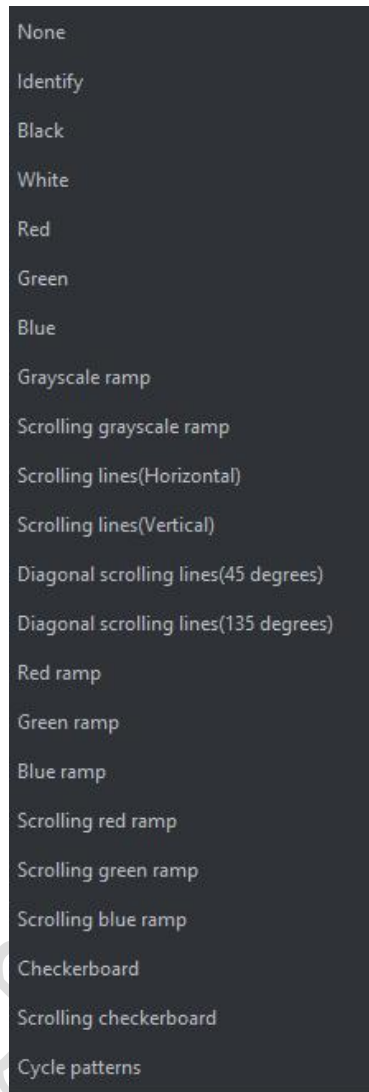 None
Identify
Black
White
Red
Green
Blue
Grayscale ramp
Scrolling grayscale ramp
Scrolling lines(Horizontal)
Scrolling lines(Vertical)
Diagonal scrolling lines(45 degrees)
Diagonal scrolling lines(135 degrees)
Red ramp
Green ramp
Blue ramp
Scrolling red ramp
Scrolling green ramp
Scrolling blue ramp
Checkerboard
Scrolling checkerboard
Cycle patterns